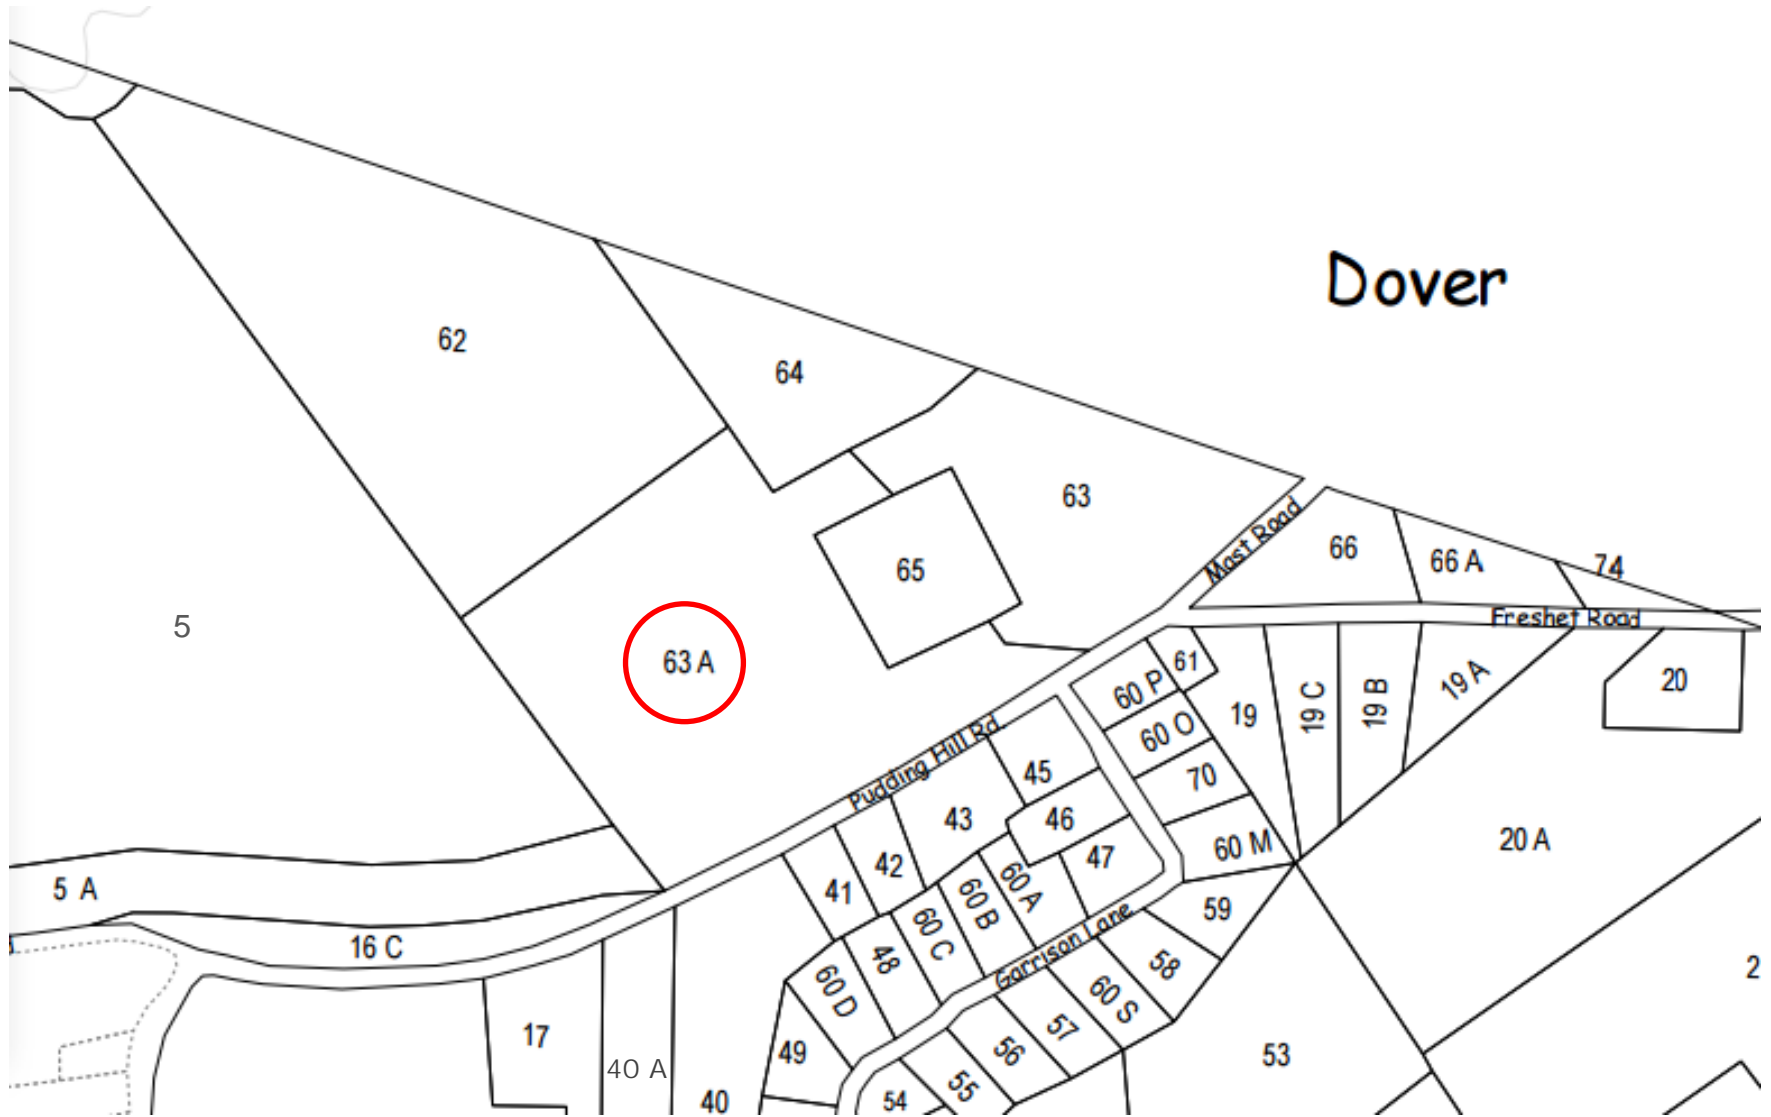 Dover
62
64
63
Mast Road
66
66 A
74
65
Freshet Road
5
63 A
61
60 P
20
19 A
19 B
19 C
19
60 O
Pudding Hill Rd.
45
70
43
46
60 M
20 A
47
42
41
5 A
60 A
60 B
59
60 C
16 C
48
Garrison Lane
58
2
60 D
60 S
17
57
56
49
53
40 A
55
40
54